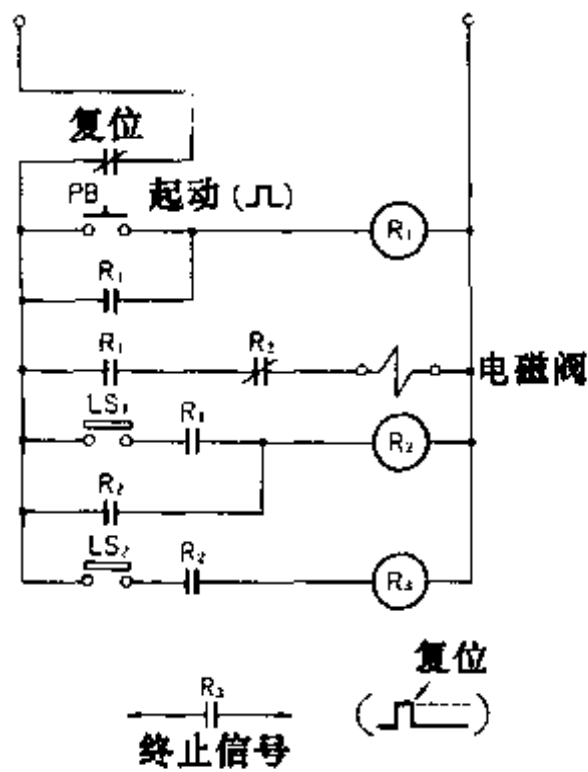 复位
PB 起动 (⎍)
R₁
R₁
R₁ R₂
电磁阀
LS₁ R₁
R₂
R₂
LS₂ R₂
R₃
复位
R₃
终止信号